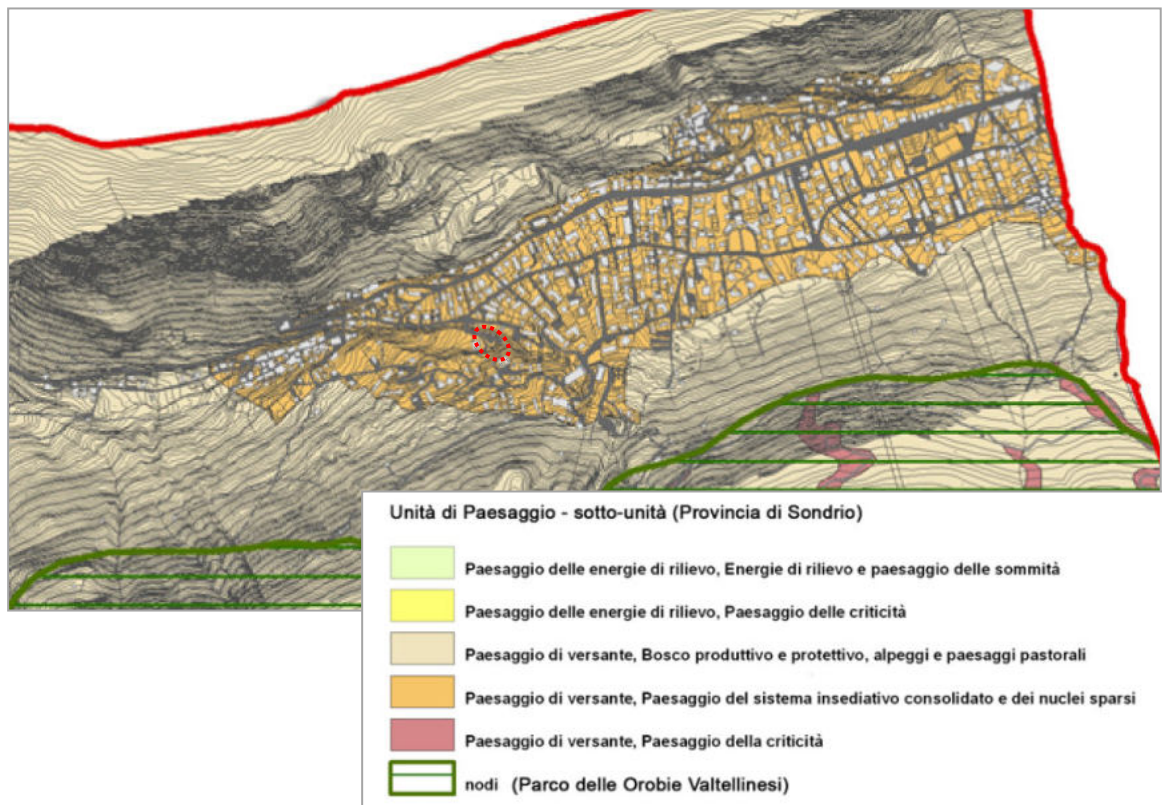 Unità di Paesaggio - sotto-unità (Provincia di Sondrio)
Paesaggio delle energie di rilievo, Energie di rilievo e paesaggio delle sommità
Paesaggio delle energie di rilievo, Paesaggio delle criticità
Paesaggio di versante, Bosco produttivo e protettivo, alpeggi e paesaggi pastorali
Paesaggio di versante, Paesaggio del sistema insediativo consolidato e dei nuclei sparsi
Paesaggio di versante, Paesaggio della criticità
nodi (Parco delle Orobie Valtellinesi)